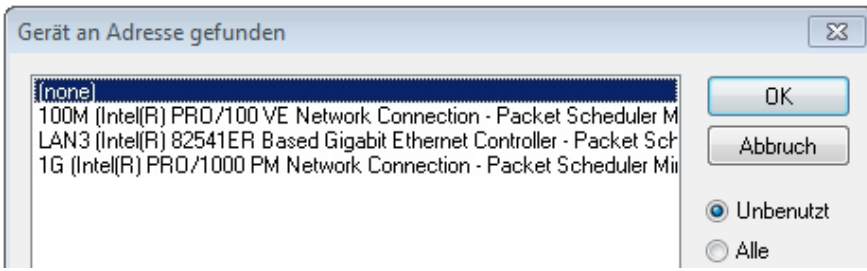 Gerät an Adresse gefunden
(none)
100M (Intel(R) PRO/100 VE Network Connection - Packet Scheduler M
LAN3 (Intel(R) 82541ER Based Gigabit Ethernet Controller - Packet Sch
1G (Intel(R) PRO/1000 PM Network Connection - Packet Scheduler Mii
OK
Abbruch
Unbenutzt
Alle